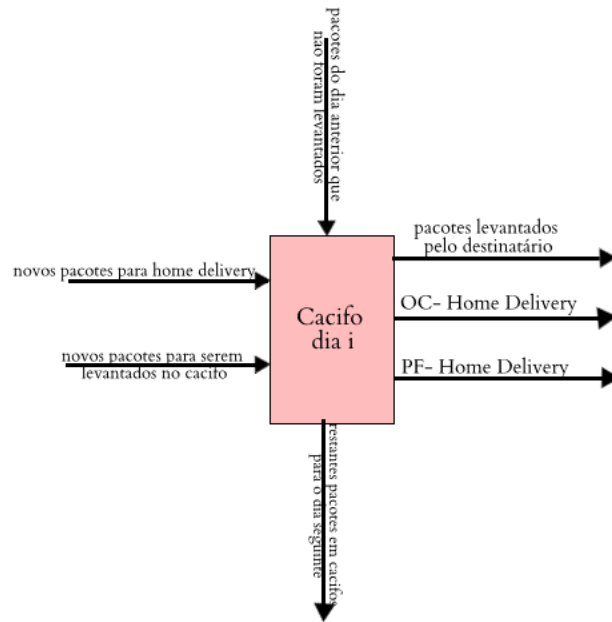 pacotes do dia anterior que
não foram levantados
novos pacotes para home delivery
novos pacotes para serem
levantados no cacifo
Cacifo
dia i
pacotes levantados
pelo destinatário
OC- Home Delivery
PF- Home Delivery
restantes pacotes em cacifos
para o dia seguinte